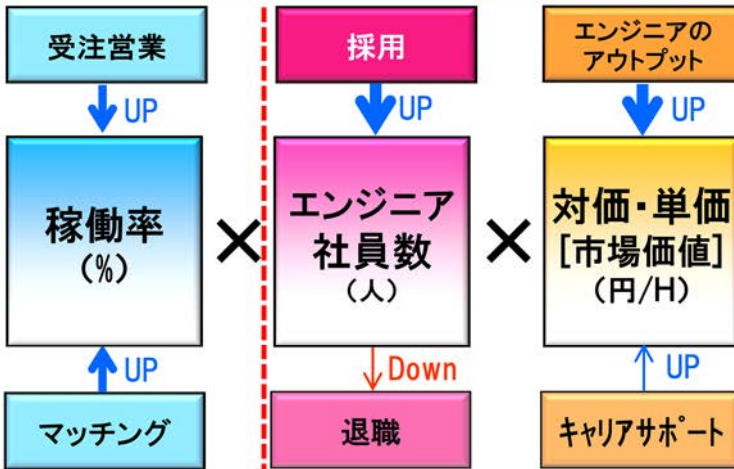 受注営業
採用
エンジニアの
アウトプット
UP
UP
UP
稼働率
(%)
×
エンジニア
社員数
(人)
×
対価・単価
[市場価値]
(円/H)
UP
Down
UP
マッチング
退職
キャリアサポート